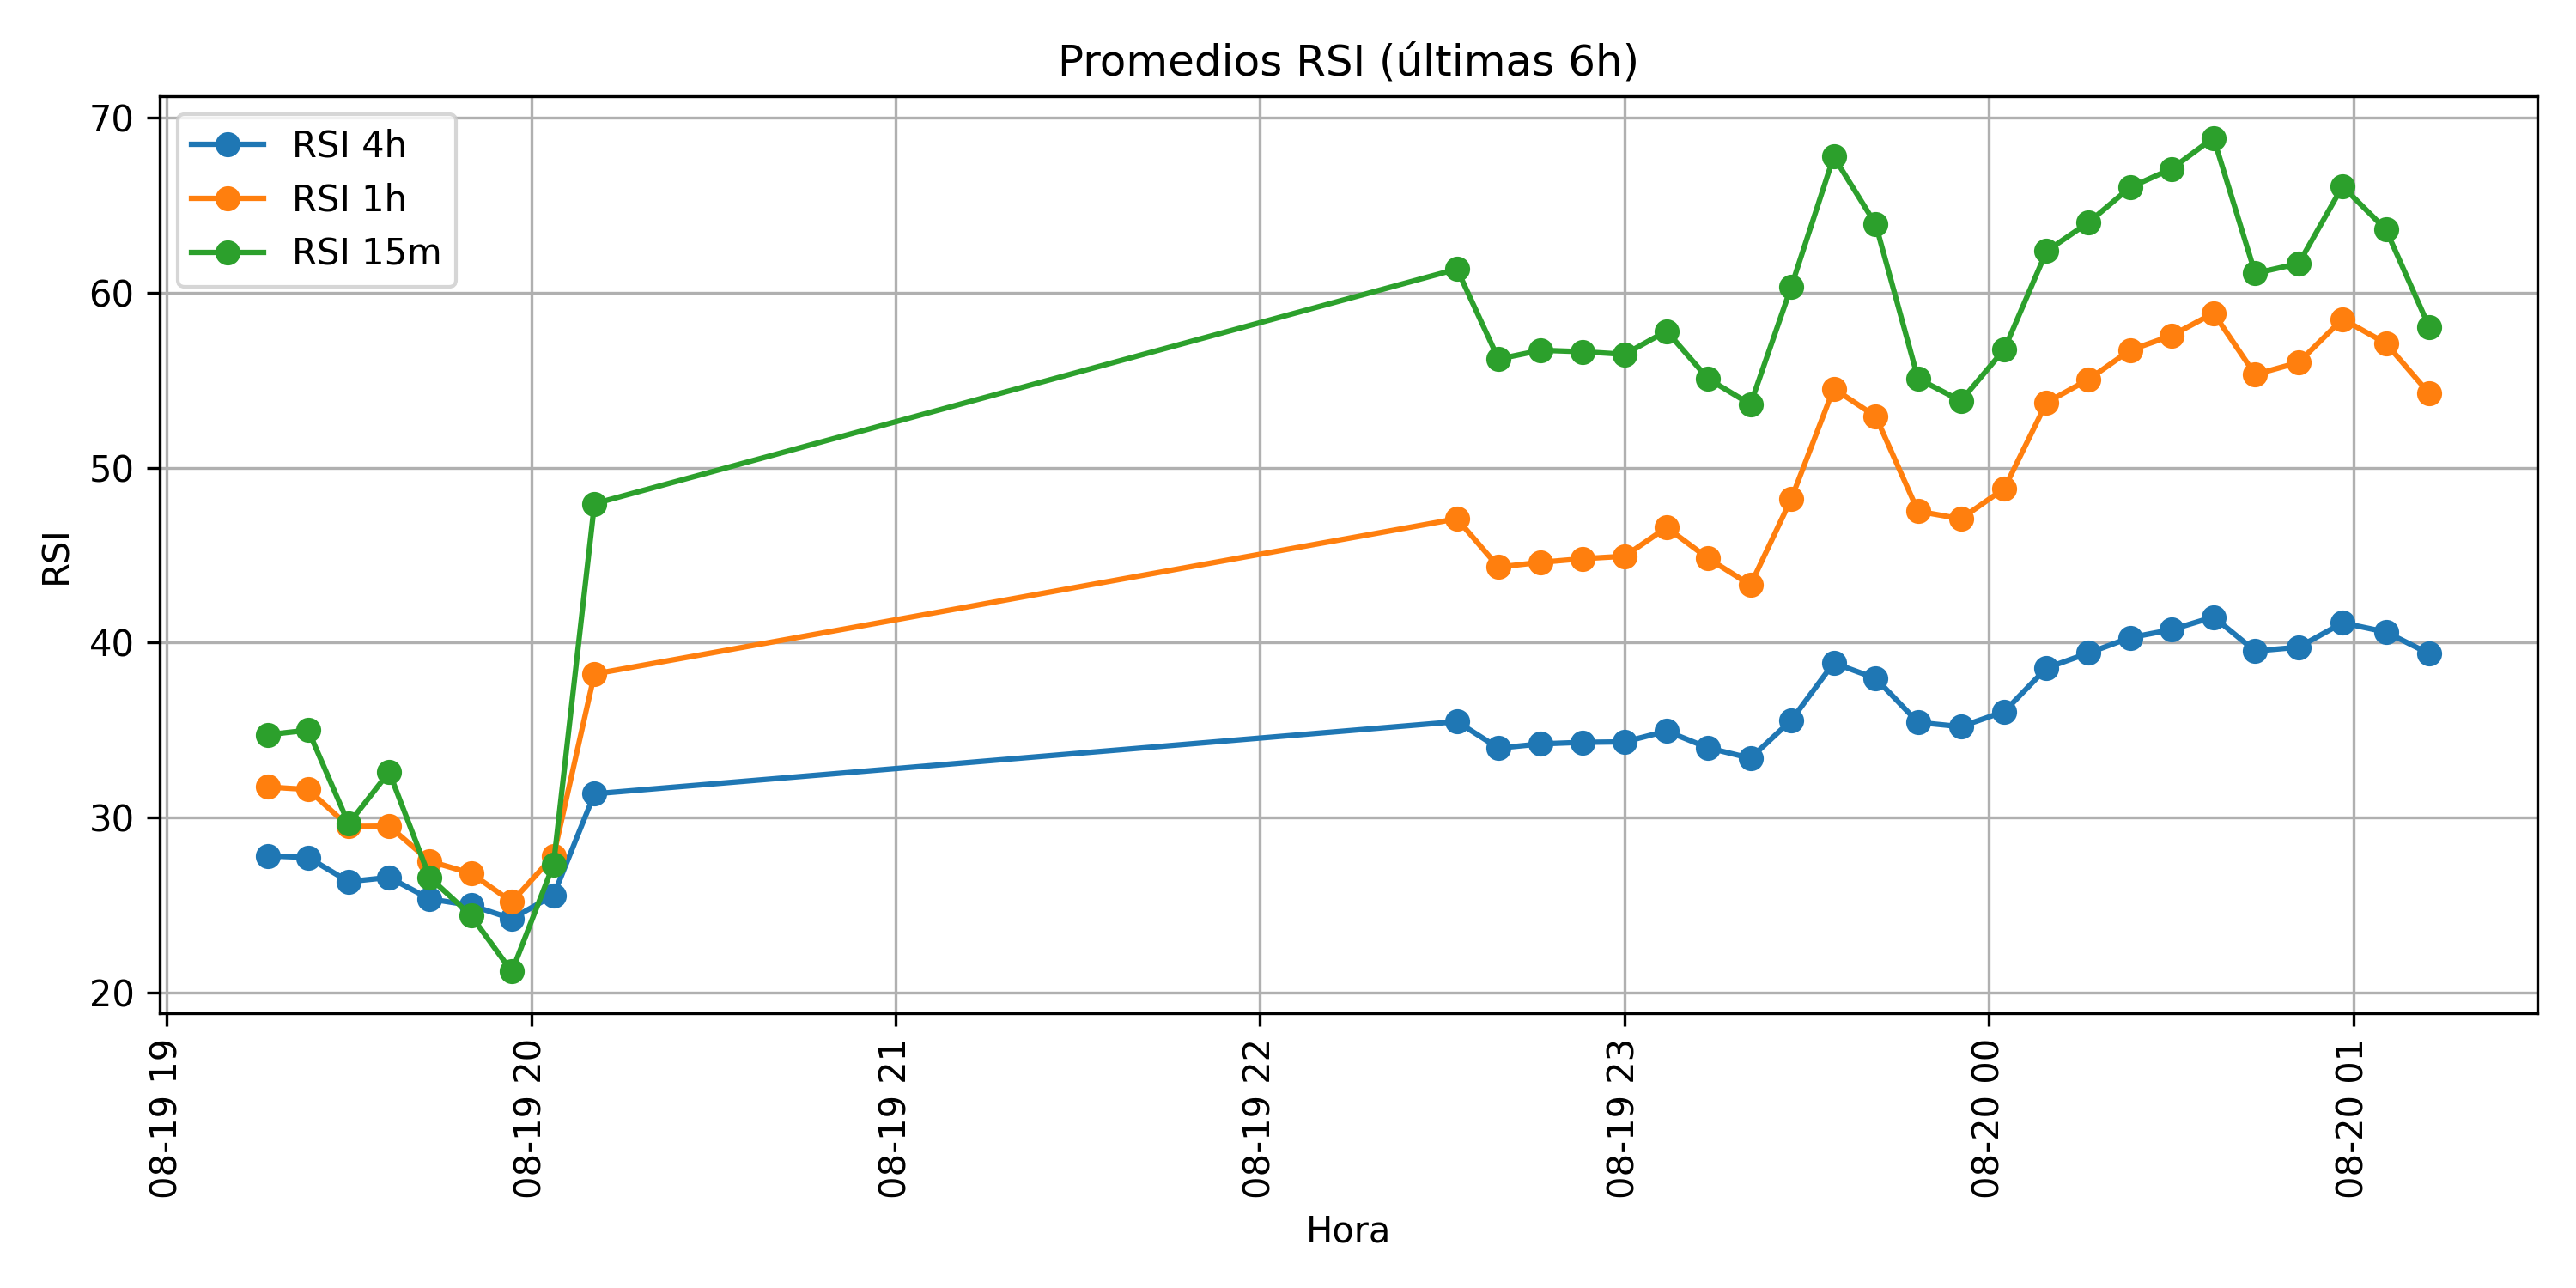 Promedios RSI (últimas 6h)
RSI 4h
RSI 1h
RSI 15m
70
60
50
40
30
20
RSI
08-19 19
08-19 20
08-19 21
08-19 22
08-19 23
08-20 00
08-20 01
Hora